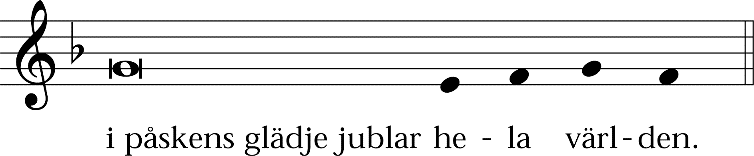 i påskens glädje jublar he - la värl - den.